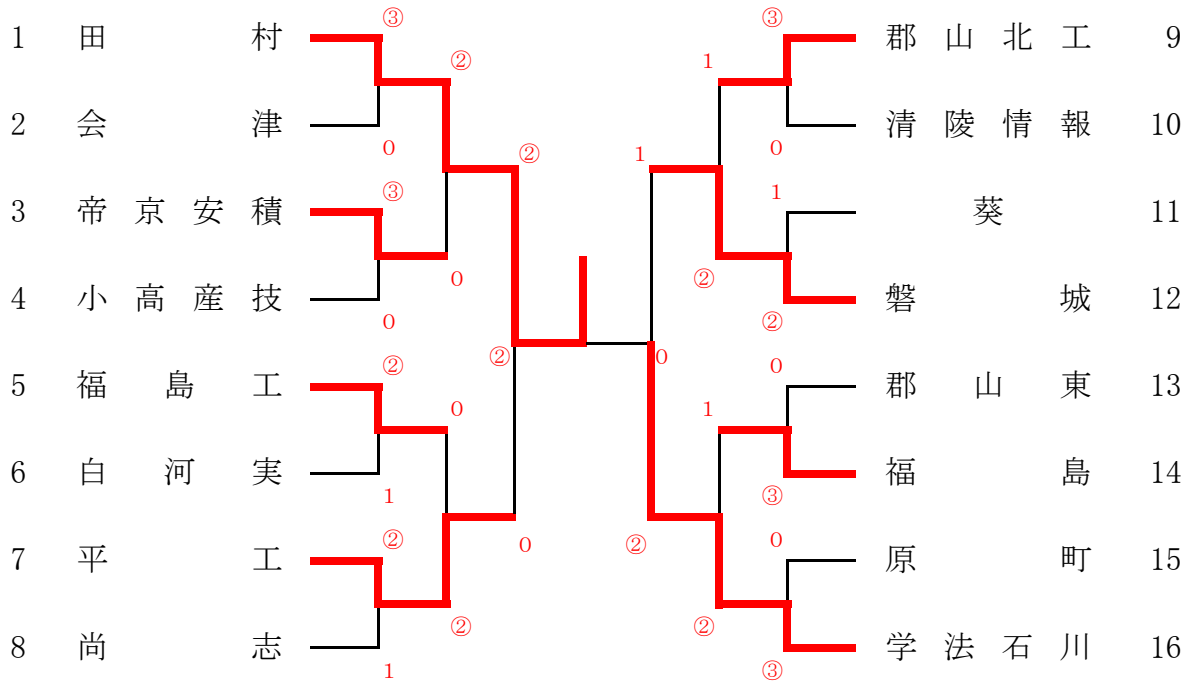 ③
1 田村
②
2 会津
0
②
③
3 帝京安積
0
4 小高産技
0
②
②
5 福島工
0
6 白河実
1
②
0
7 平工
②
8 尚志
1
③
郡山北工 9
1
清陵情報 10
0
1
1
葵 11
②
磐城 12
②
0
0
郡山東 13
1
福島 14
③
②
0
原町 15
②
学法石川 16
③